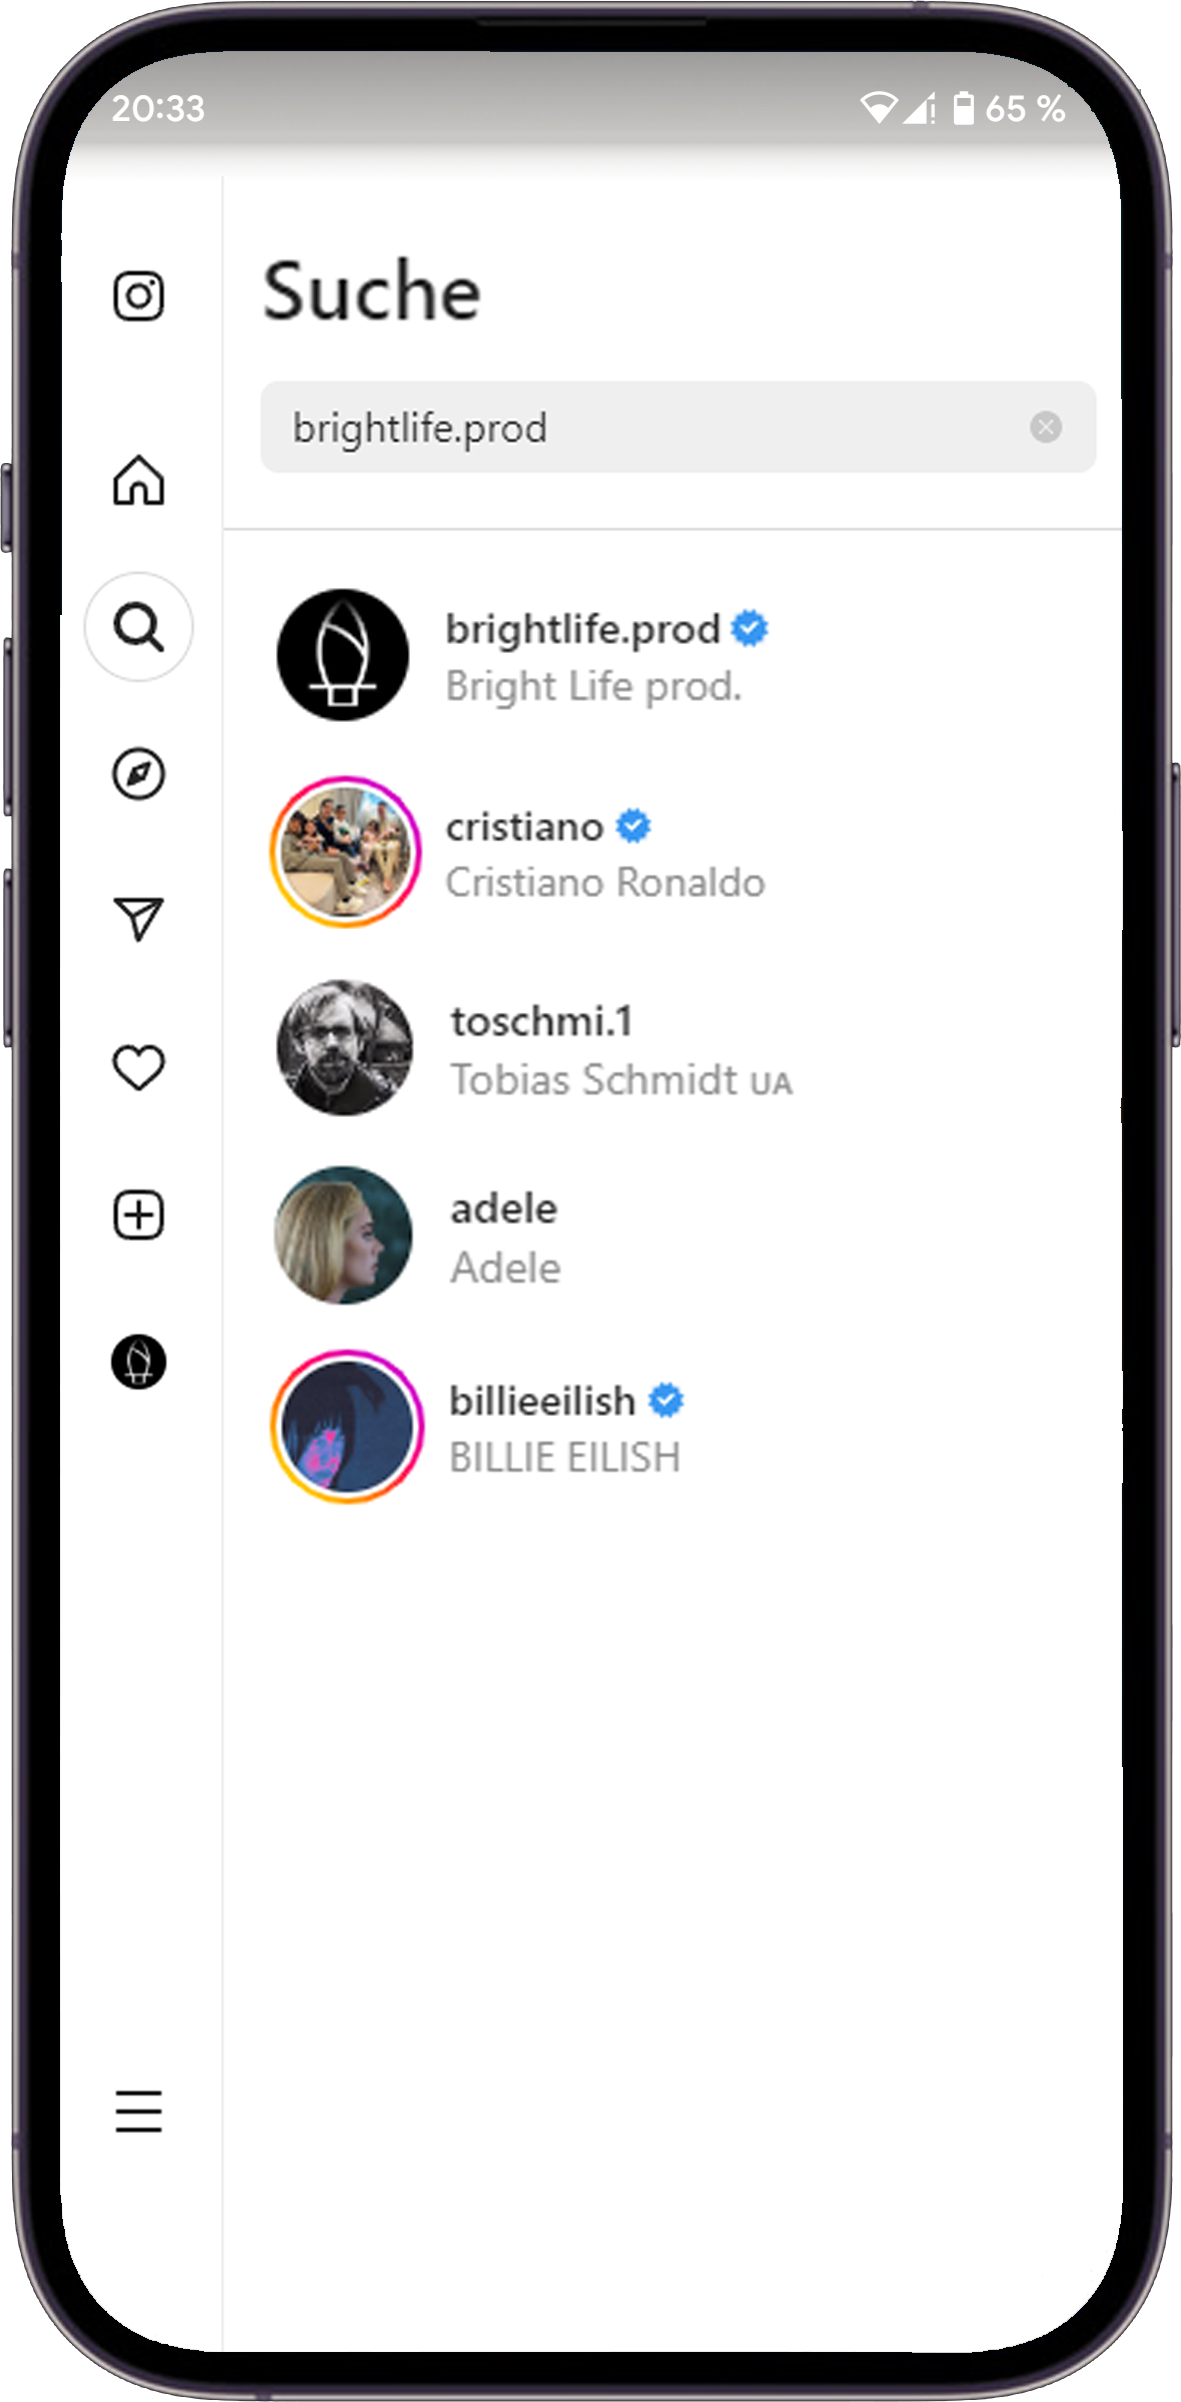 20:33
65 %
Suche
brightlife.prod
brightlife.prod
Bright Life prod.
cristiano
Cristiano Ronaldo
toschmi.1
Tobias Schmidt ᴜᴀ
adele
Adele
billieeilish
BILLIE EILISH